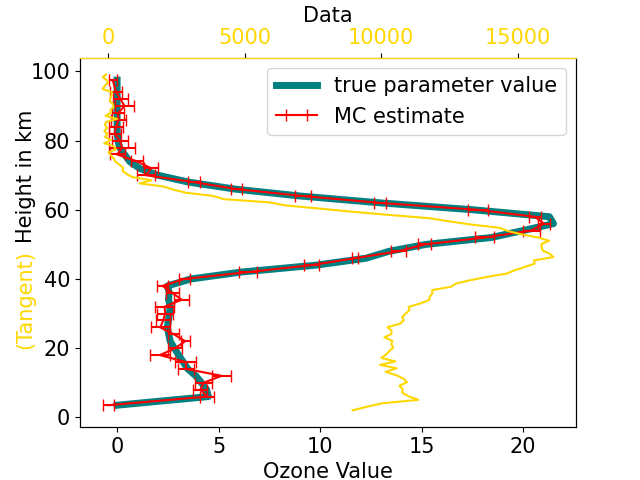 Data
0 5000 10000 15000
true parameter value
MC estimate
100
80
60
40
20
0
(Tangent) Height in km
0 5 10 15 20
Ozone Value